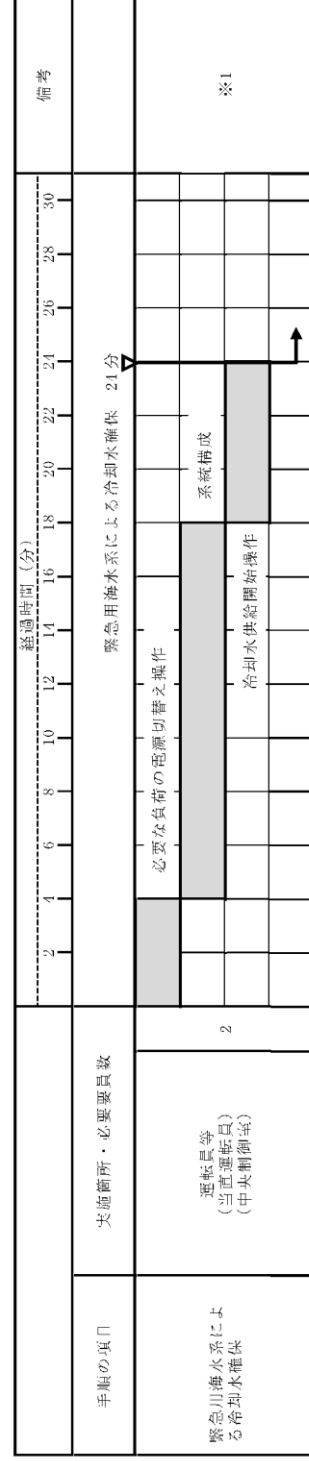 経過時間（分）
備考
2 4 6 8 10 12 14 16 18 20 22 24 26 28 30
手順の項目
実施箇所・必要要員数
緊急用海水系による冷却水確保 24分
緊急用海水系によ
る冷却水確保
運転員等
（当直運転員）
（中央制御室）
2
必要な負荷の電源切替え操作
系統構成
冷却水供給開始操作
※1